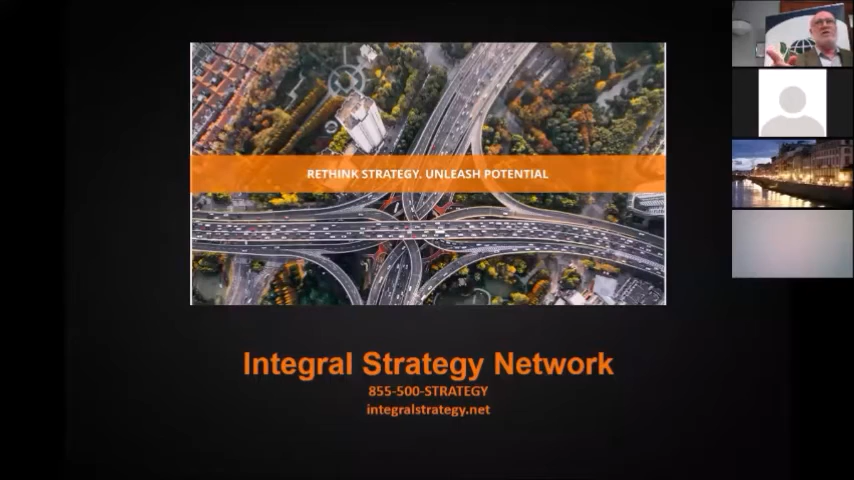 RETHINK STRATEGY. UNLEASH POTENTIAL
Integral Strategy Network
855-500-STRATEGY
integralstrategy.net